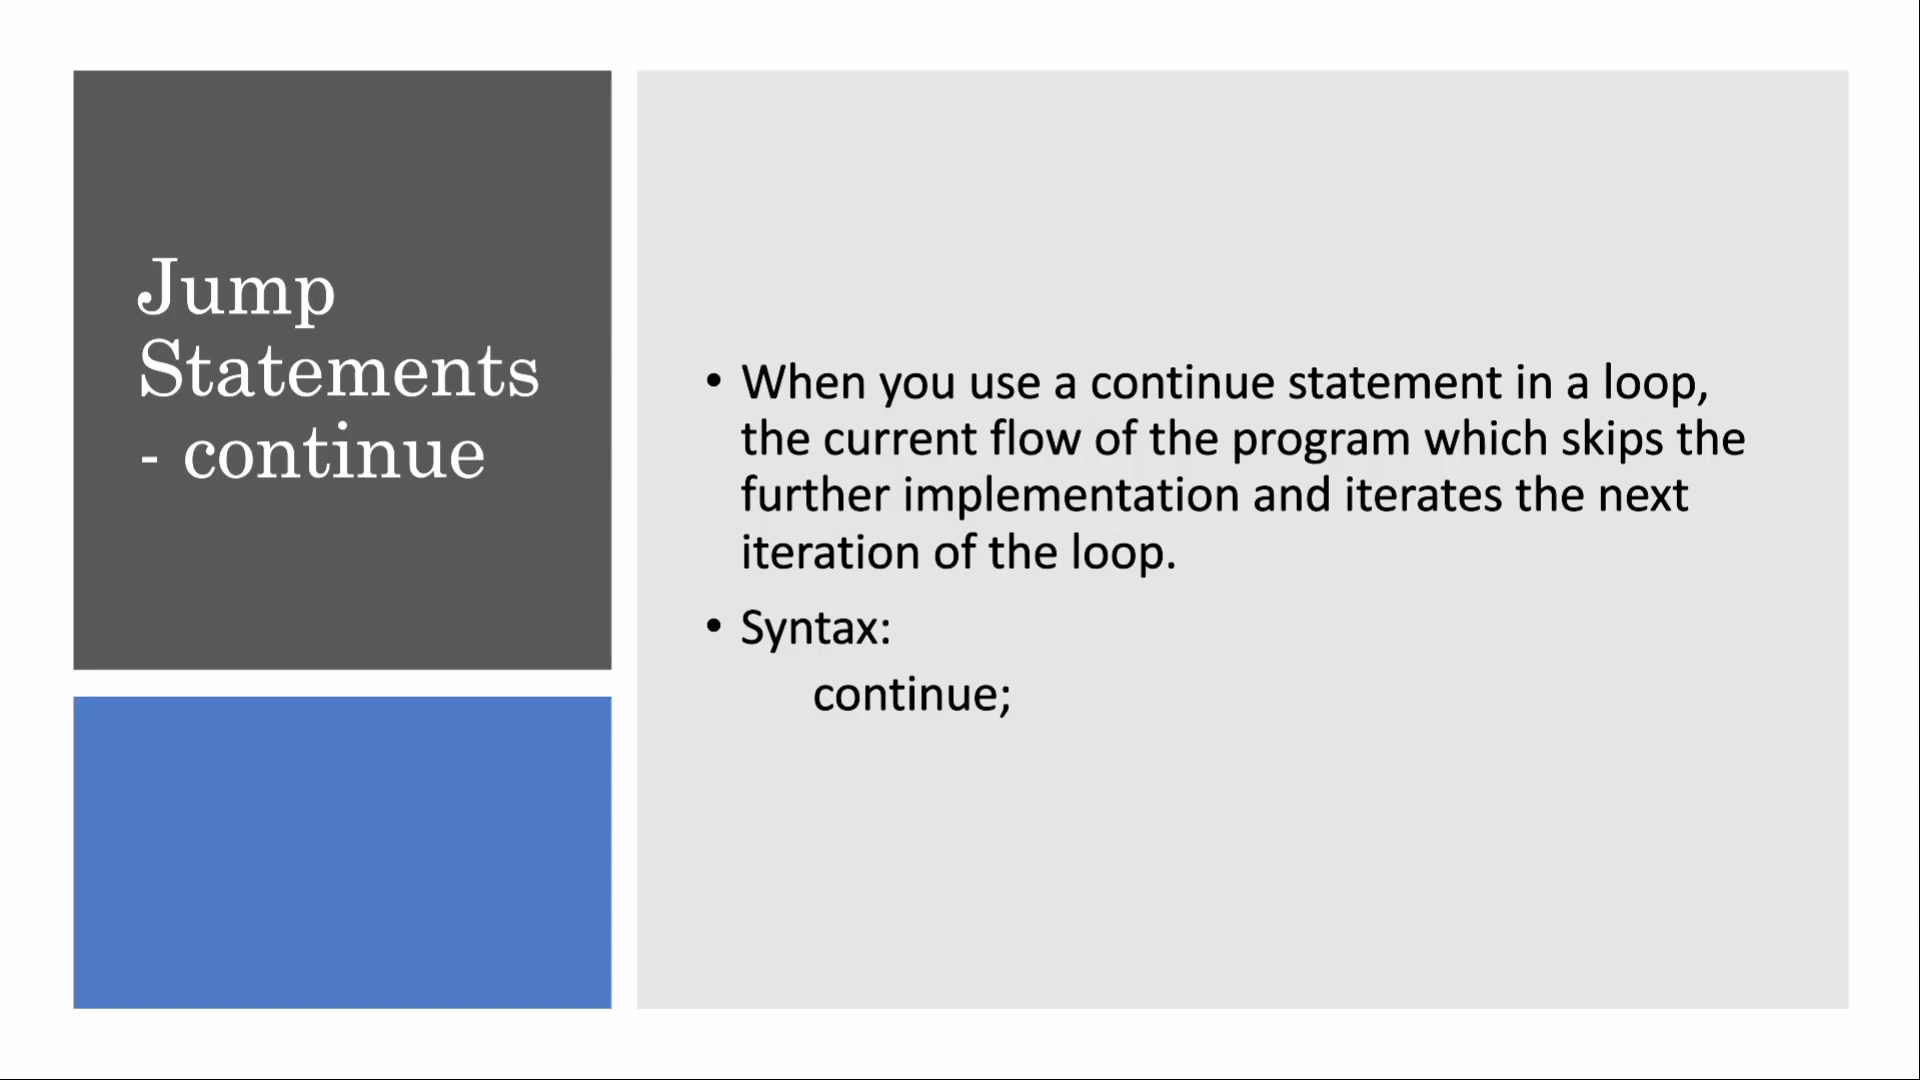 Jump
Statements
- continue
• When you use a continue statement in a loop,
the current flow of the program which skips the
further implementation and iterates the next
iteration of the loop.
• Syntax:
continue;